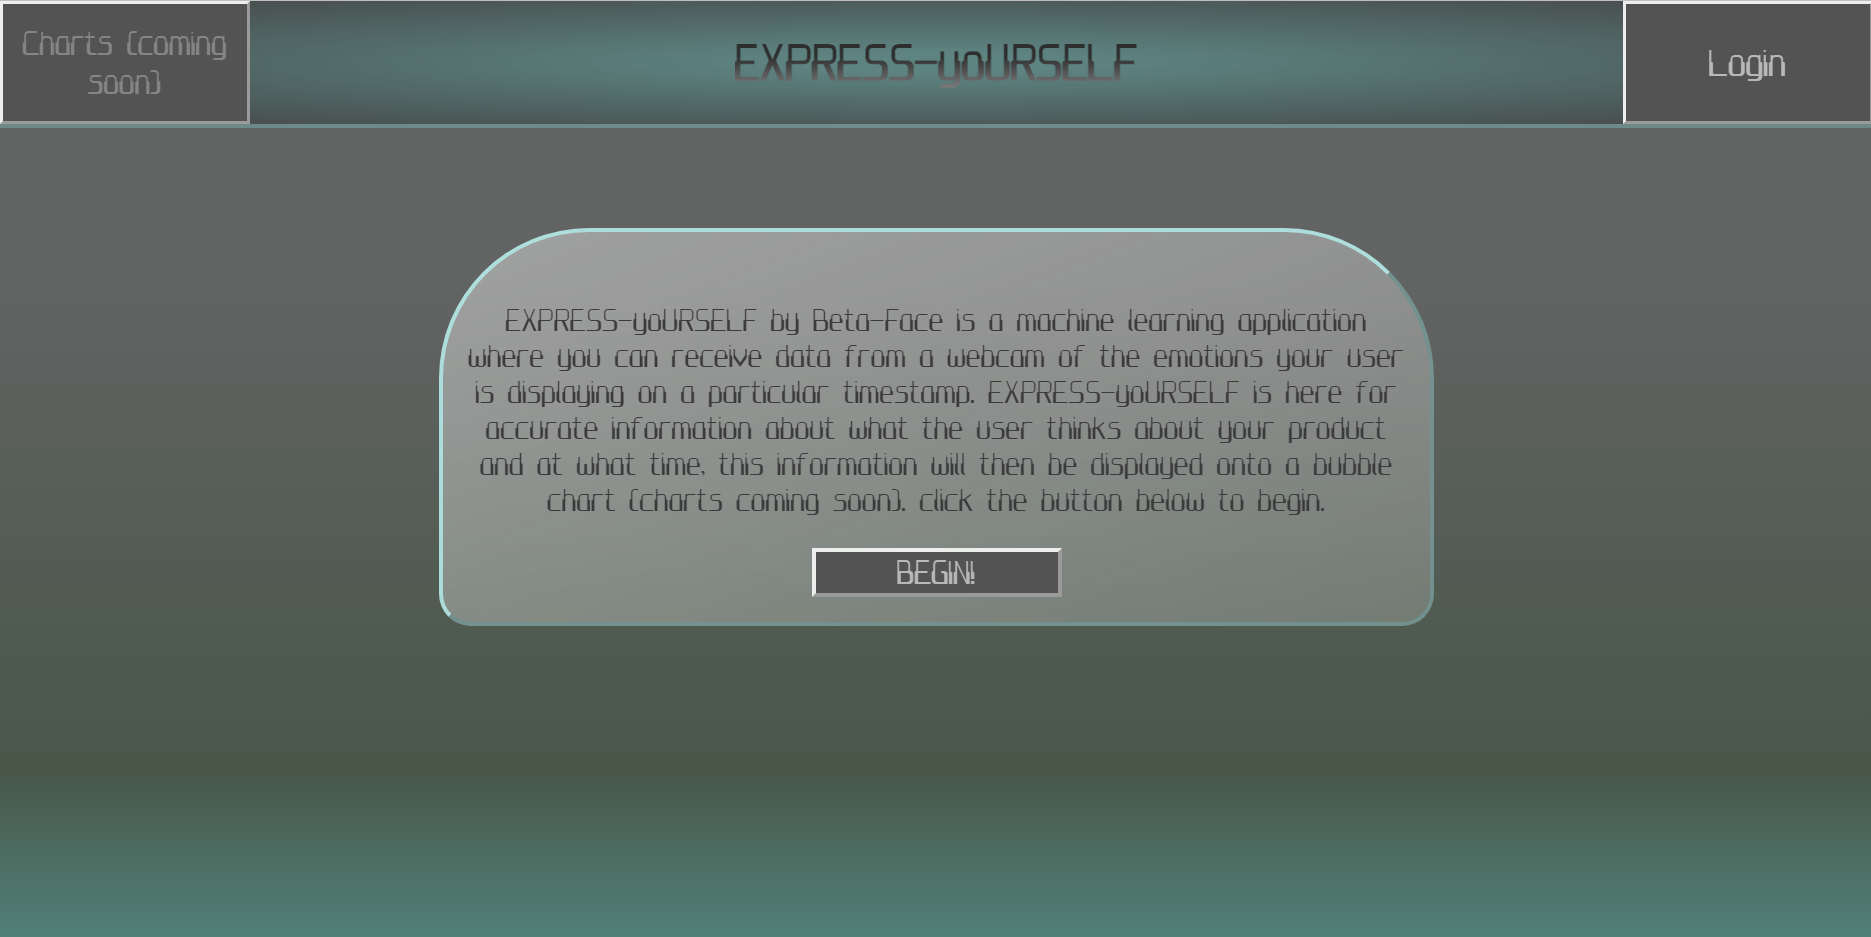 Charts (coming
soon)
EXPRESS-yoURSELF
Login
EXPRESS-yoURSELF by Beta-Face is a machine learning application
where you can receive data from a webcam of the emotions your user
is displaying on a particular timestamp. EXPRESS-yoURSELF is here for
accurate information about what the user thinks about your product
and at what time, this information will then be displayed onto a bubble
chart (charts coming soon). click the button below to begin.
BEGIN!